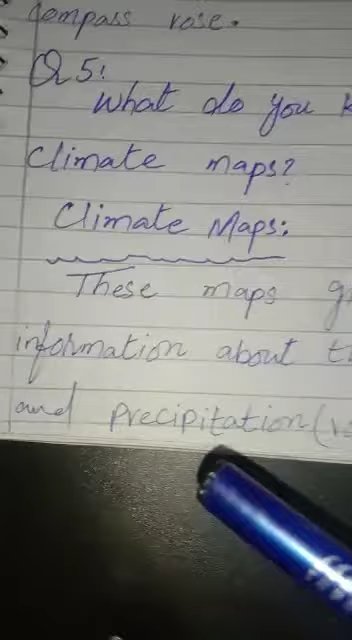 compass rose.
Q5:
What do you
Climate maps?
Climate Maps:
These maps
information about
and precipitation(